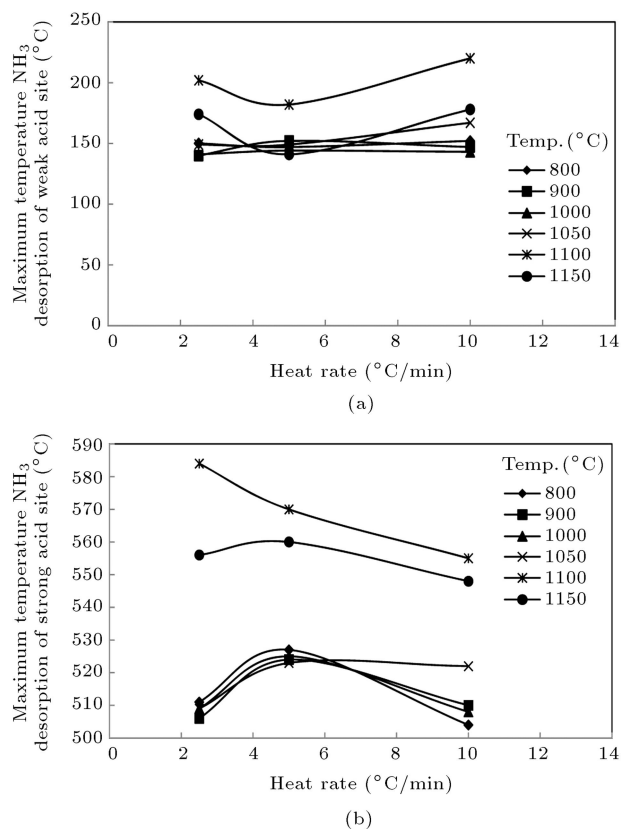 Maximum temperature NH3
desorption of weak acid site (°C)
250
200
150
100
50
0
0 2 4 6 8 10 12 14
Heat rate (°C/min)
Temp.(°C)
800
900
1000
1050
1100
1150
(a)
Maximum temperature NH3
desorption of strong acid site (°C)
590
580
570
560
550
540
530
520
510
500
0 2 4 6 8 10 12 14
Heat rate (°C/min)
Temp.(°C)
800
900
1000
1050
1100
1150
(b)